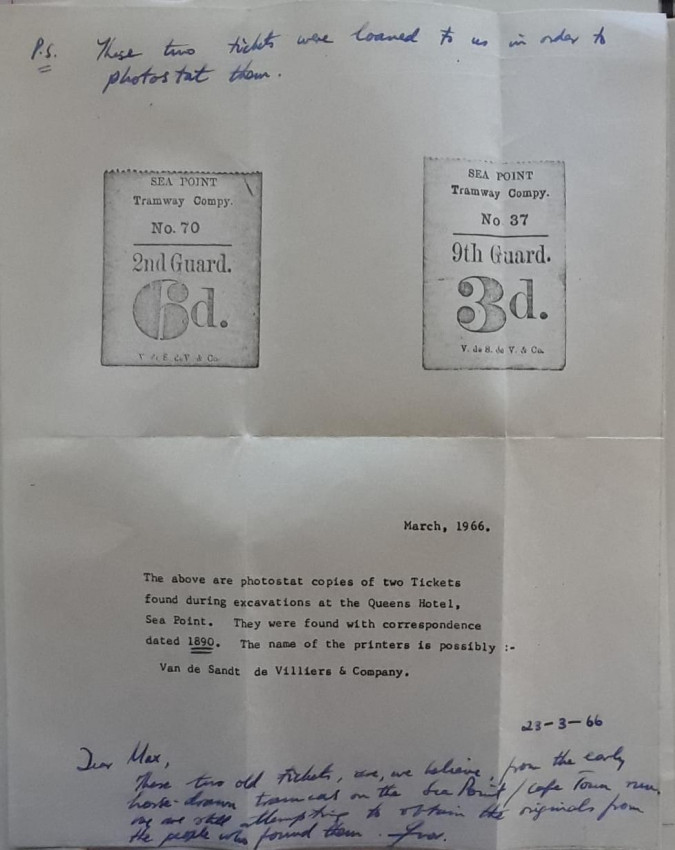 P.S. These two tickets were loaned to us in order to
photostat them.
SEA POINT
Tramway Compy.
No. 70
2nd Guard.
6d.
V. de S. de V. & Co.
SEA POINT
Tramway Compy.
No 37
9th Guard.
3d.
V. de S. de V. & Co.
March, 1966.
The above are photostat copies of two Tickets
found during excavations at the Queens Hotel,
Sea Point. They were found with correspondence
dated 1890. The name of the printers is possibly :-
Van de Sandt de Villiers & Company.
23-3-66
Dear Max,
These two old tickets, are, we believe, from the early
horse-drawn tramcars on the Sea Point / Cape Town run,
we are still attempting to obtain the originals from
the people who found them.